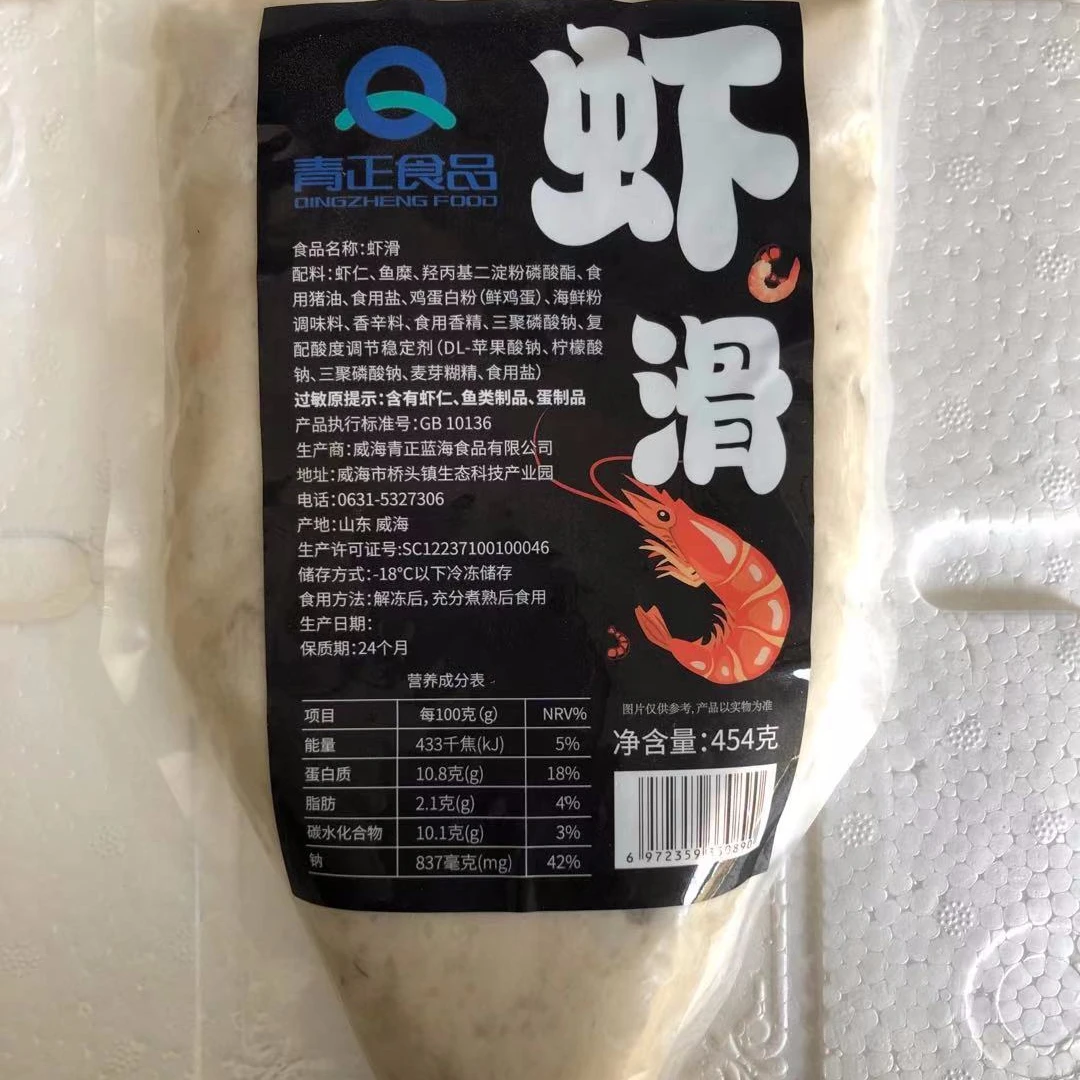 青正食品
QINGZHENG FOOD
虾滑
食品名称:虾滑
配料:虾仁、鱼糜、羟丙基二淀粉磷酸酯、食
用猪油、食用盐、鸡蛋白粉(鲜鸡蛋)、海鲜粉
调味料、香辛料、食用香精、三聚磷酸钠、复
配酸度调节稳定剂(DL-苹果酸钠、柠檬酸
钠、三聚磷酸钠、麦芽糊精、食用盐)
过敏原提示:含有虾仁、鱼类制品、蛋制品
产品执行标准号:GB 10136
生产商:威海青正蓝海食品有限公司
地址:威海市桥头镇生态科技产业园
电话:0631-5327306
产地:山东 威海
生产许可证号:SC12237100100046
储存方式:-18℃以下冷冻储存
食用方法:解冻后,充分煮熟后食用
生产日期:
保质期:24个月
营养成分表
项目 每100克(g) NRV%
能量 433千焦(kJ) 5%
蛋白质 10.8克(g) 18%
脂肪 2.1克(g) 4%
碳水化合物 10.1克(g) 3%
钠 837毫克(mg) 42%
图片仅供参考,产品以实物为准
净含量:454克